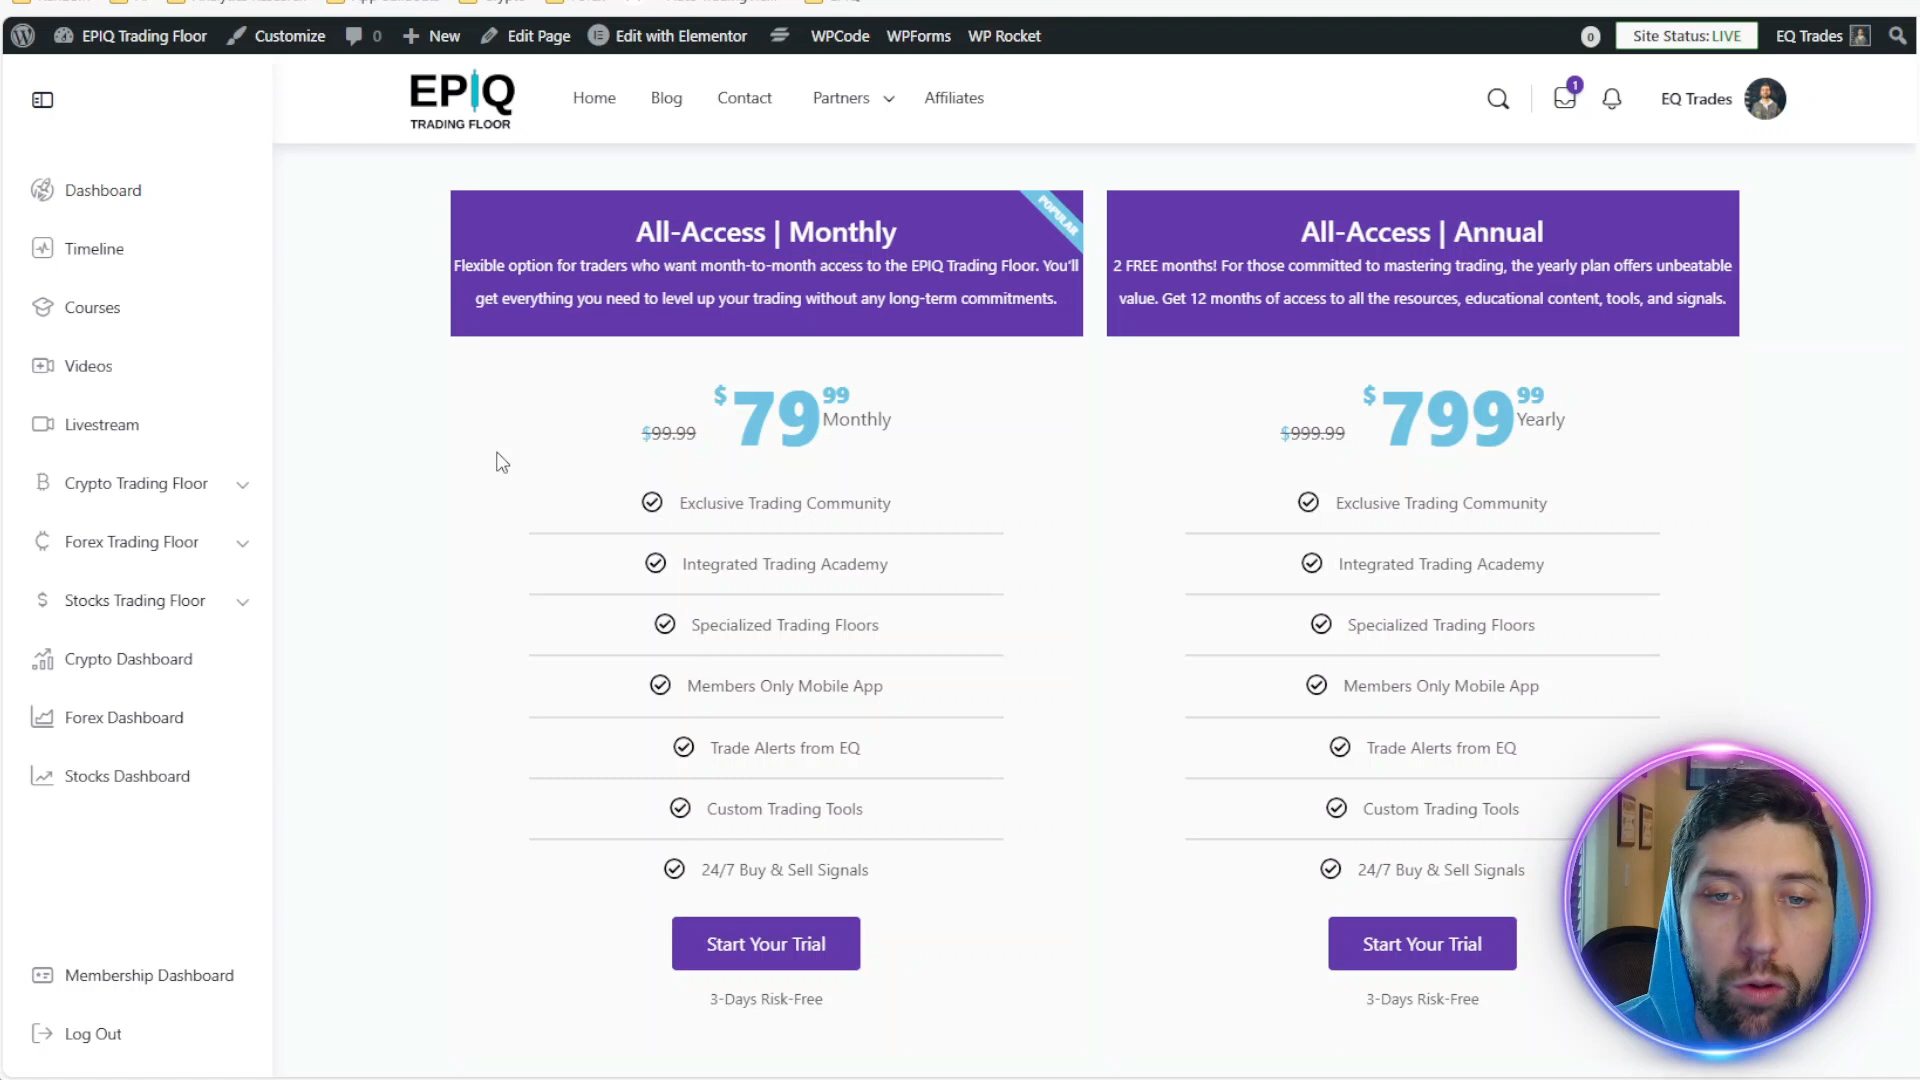 EPIQ Trading Floor Customize 0 New Edit Page Edit with Elementor WPCode WPForms WP Rocket 0 Site Status: LIVE EQ Trades
EPIQ
TRADING FLOOR
Home Blog Contact Partners Affiliates
1
EQ Trades
Dashboard
Timeline
Courses
Videos
Livestream
Crypto Trading Floor
Forex Trading Floor
Stocks Trading Floor
Crypto Dashboard
Forex Dashboard
Stocks Dashboard
Membership Dashboard
Log Out
POPULAR
All-Access | Monthly
Flexible option for traders who want month-to-month access to the EPIQ Trading Floor. You'll
get everything you need to level up your trading without any long-term commitments.
$99.99 $79 99 Monthly
Exclusive Trading Community
Integrated Trading Academy
Specialized Trading Floors
Members Only Mobile App
Trade Alerts from EQ
Custom Trading Tools
24/7 Buy & Sell Signals
Start Your Trial
3-Days Risk-Free
All-Access | Annual
2 FREE months! For those committed to mastering trading, the yearly plan offers unbeatable
value. Get 12 months of access to all the resources, educational content, tools, and signals.
$999.99 $799 99 Yearly
Exclusive Trading Community
Integrated Trading Academy
Specialized Trading Floors
Members Only Mobile App
Trade Alerts from EQ
Custom Trading Tools
24/7 Buy & Sell Signals
Start Your Trial
3-Days Risk-Free